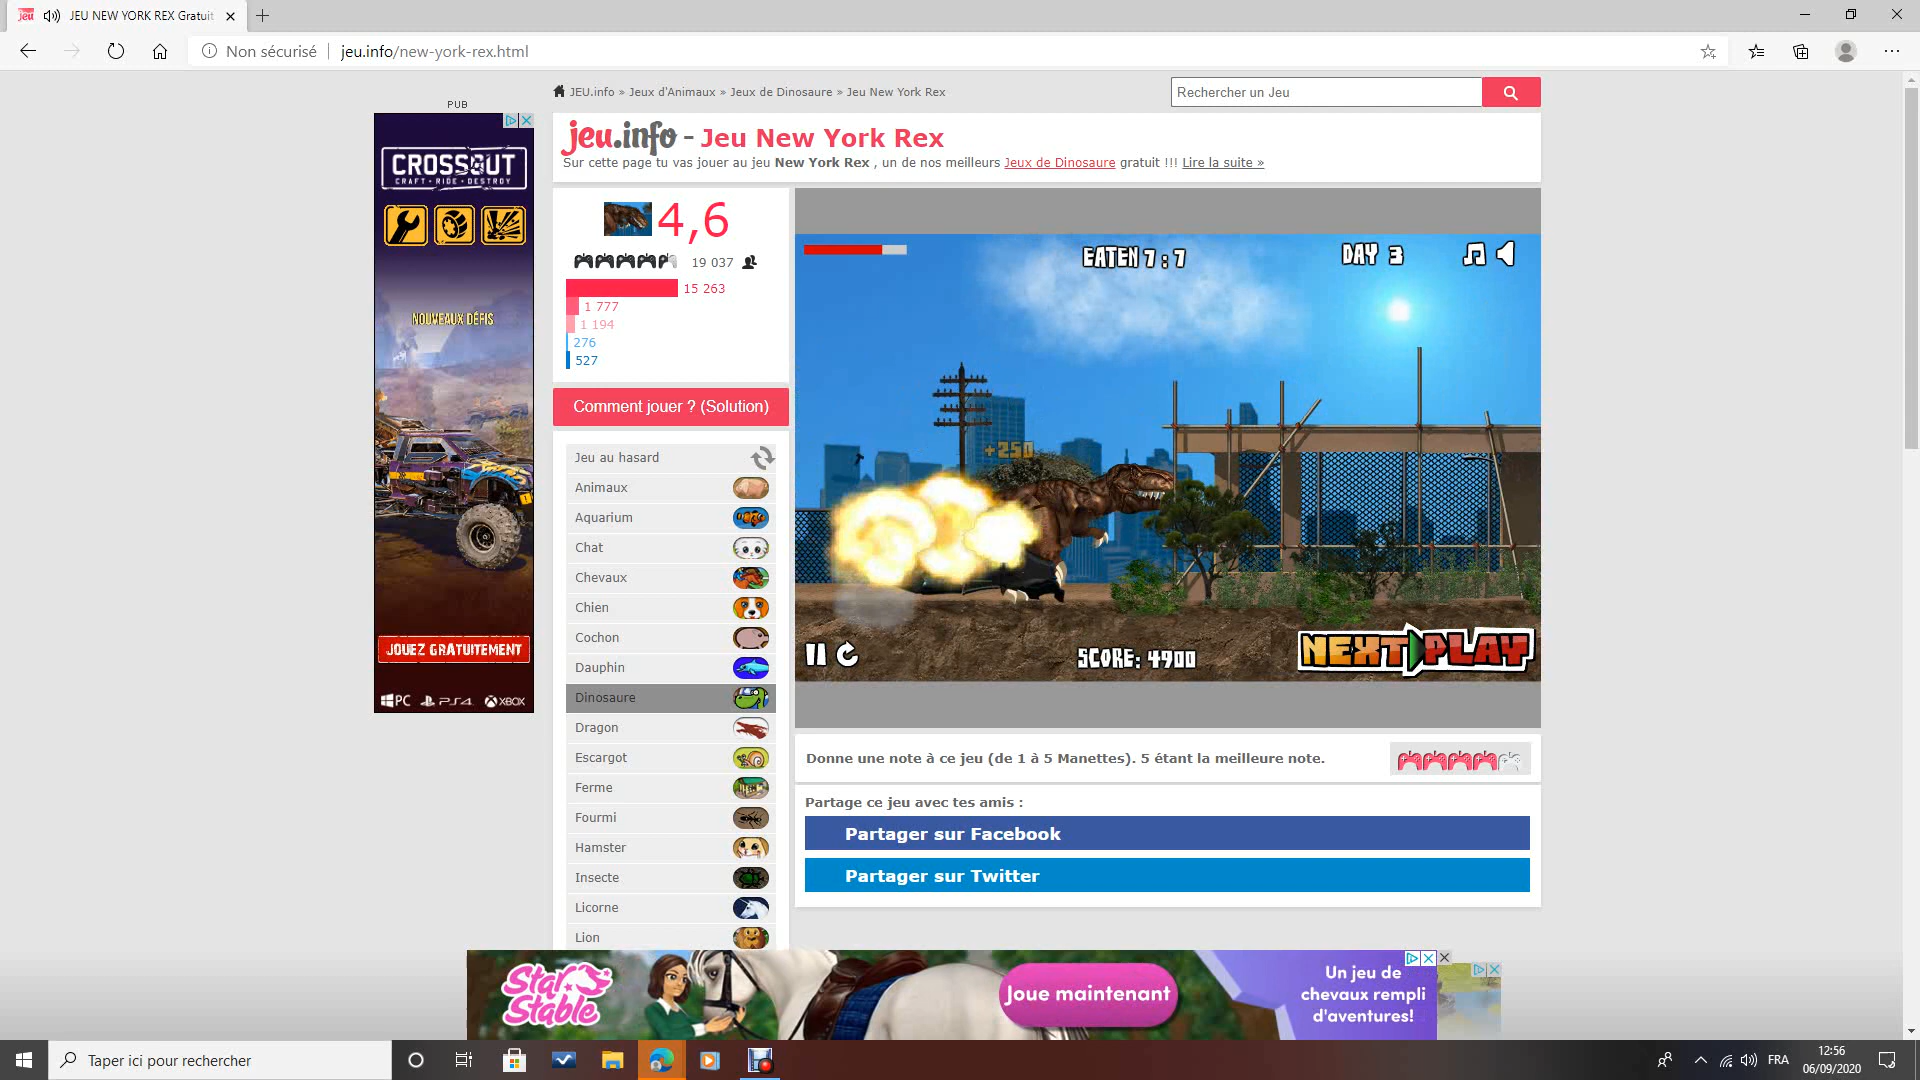 JEU NEW YORK REX Gratuit
Non sécurisé
jeu.info/new-york-rex.html
JEU.info » Jeux d'Animaux » Jeux de Dinosaure » Jeu New York Rex
Rechercher un Jeu
PUB
CROSSOUT
CRAFT • RIDE • DESTROY
NOUVEAUX DÉFIS
JOUEZ GRATUITEMENT
PC PS4 XBOX
jeu.info - Jeu New York Rex
Sur cette page tu vas jouer au jeu New York Rex , un de nos meilleurs Jeux de Dinosaure gratuit !!! Lire la suite »
4,6
19 037
15 263
1 777
1 194
276
527
Comment jouer ? (Solution)
Jeu au hasard
Animaux
Aquarium
Chat
Chevaux
Chien
Cochon
Dauphin
Dinosaure
Dragon
Escargot
Ferme
Fourmi
Hamster
Insecte
Licorne
Lion
EATEN 7 : 7
DAY 3
+250
SCORE: 4900
NEXT PLAY
Donne une note à ce jeu (de 1 à 5 Manettes). 5 étant la meilleure note.
Partage ce jeu avec tes amis :
Partager sur Facebook
Partager sur Twitter
Star Stable
Joue maintenant
Un jeu de
chevaux rempli
d'aventures!
Taper ici pour rechercher
FRA
12:56
06/09/2020